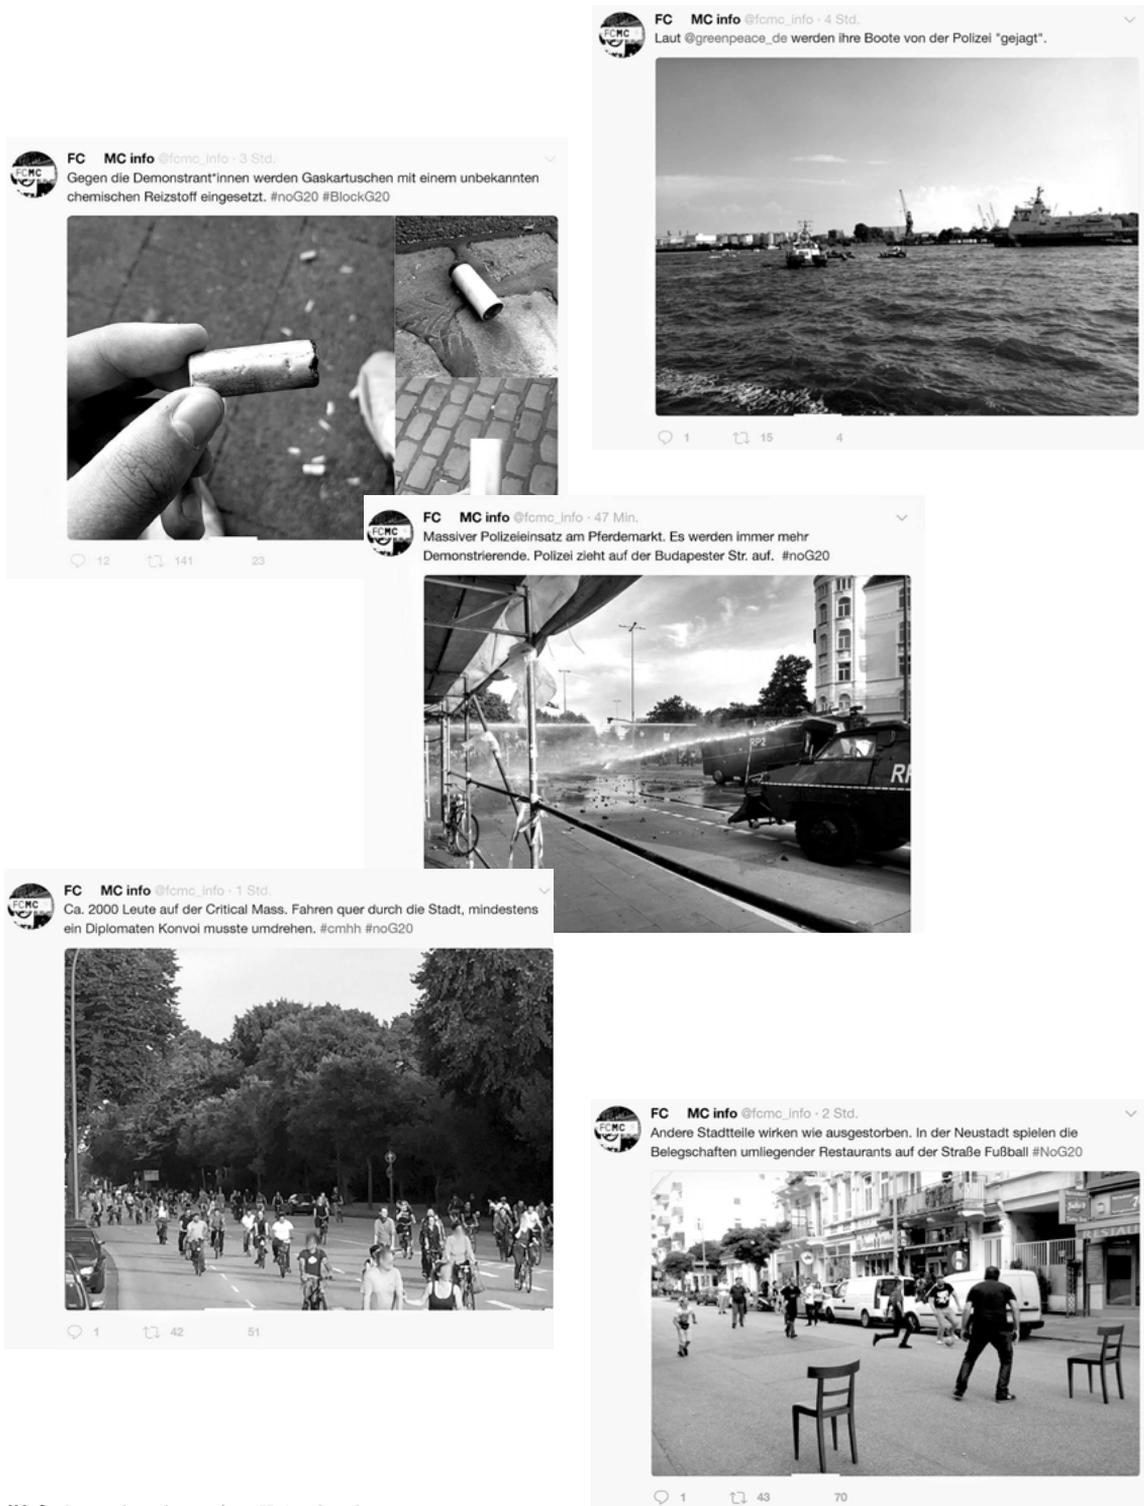 FC MC info @fcmc_info · 4 Std.
Laut @greenpeace_de werden ihre Boote von der Polizei "gejagt".
1 15 4
FC MC info @fcmc_info · 3 Std.
Gegen die Demonstrant*innen werden Gaskartuschen mit einem unbekannten
chemischen Reizstoff eingesetzt. #noG20 #BlockG20
12 141 23
FC MC info @fcmc_info · 47 Min.
Massiver Polizeieinsatz am Pferdemarkt. Es werden immer mehr
Demonstrierende. Polizei zieht auf der Budapester Str. auf. #noG20
RP2
FC MC info @fcmc_info · 1 Std.
Ca. 2000 Leute auf der Critical Mass. Fahren quer durch die Stadt, mindestens
ein Diplomaten Konvoi musste umdrehen. #cmhh #noG20
1 42 51
FC MC info @fcmc_info · 2 Std.
Andere Stadtteile wirken wie ausgestorben. In der Neustadt spielen die
Belegschaften umliegender Restaurants auf der Straße Fußball #NoG20
1 43 70